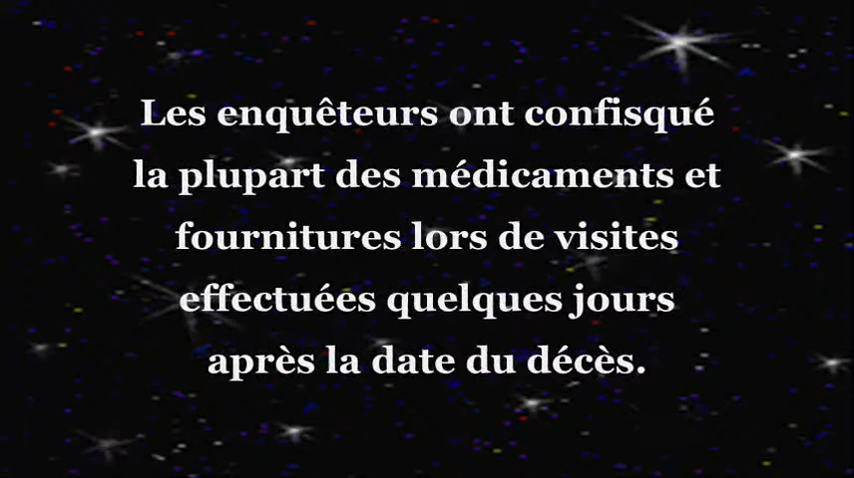 Les enquêteurs ont confisqué
la plupart des médicaments et
fournitures lors de visites
effectuées quelques jours
après la date du décès.